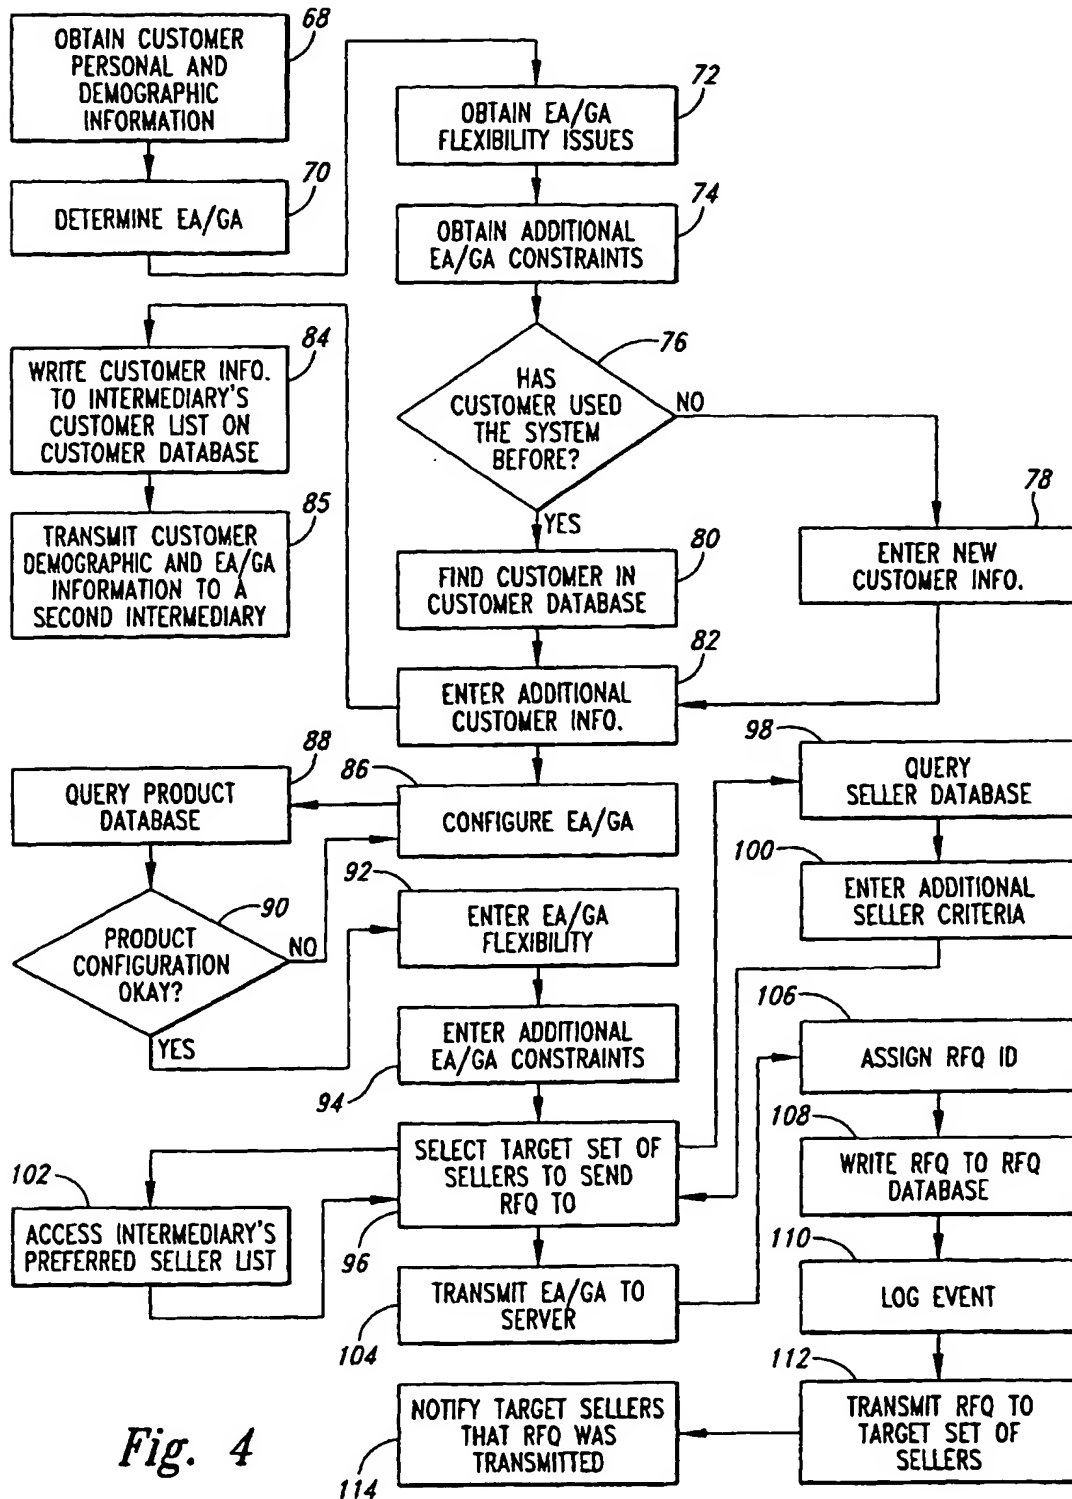 68
OBTAIN CUSTOMER
PERSONAL AND
DEMOGRAPHIC
INFORMATION
70
DETERMINE EA/GA
72
OBTAIN EA/GA
FLEXIBILITY ISSUES
74
OBTAIN ADDITIONAL
EA/GA CONSTRAINTS
76
HAS
CUSTOMER USED
THE SYSTEM
BEFORE?
NO
YES
78
ENTER NEW
CUSTOMER INFO.
80
FIND CUSTOMER IN
CUSTOMER DATABASE
82
ENTER ADDITIONAL
CUSTOMER INFO.
84
WRITE CUSTOMER INFO.
TO INTERMEDIARY'S
CUSTOMER LIST ON
CUSTOMER DATABASE
85
TRANSMIT CUSTOMER
DEMOGRAPHIC AND EA/GA
INFORMATION TO A
SECOND INTERMEDIARY
86
CONFIGURE EA/GA
88
QUERY PRODUCT
DATABASE
90
PRODUCT
CONFIGURATION
OKAY?
NO
YES
92
ENTER EA/GA
FLEXIBILITY
ENTER ADDITIONAL
EA/GA CONSTRAINTS
94
SELECT TARGET SET OF
SELLERS TO SEND
RFQ TO
96
98
QUERY
SELLER DATABASE
100
ENTER ADDITIONAL
SELLER CRITERIA
102
ACCESS INTERMEDIARY'S
PREFERRED SELLER LIST
TRANSMIT EA/GA TO
SERVER
104
106
ASSIGN RFQ ID
108
WRITE RFQ TO RFQ
DATABASE
110
LOG EVENT
112
TRANSMIT RFQ TO
TARGET SET OF
SELLERS
NOTIFY TARGET SELLERS
THAT RFQ WAS
TRANSMITTED
114
Fig. 4